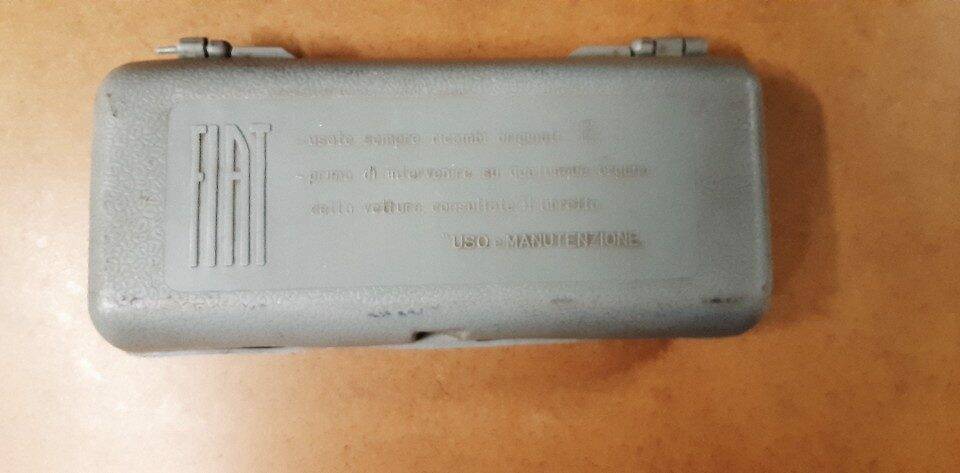 FIAT
-usate sempre ricambi originali
-prima di intervenire su qualunque organo
della vettura consultate il libretto
"USO e MANUTENZIONE"